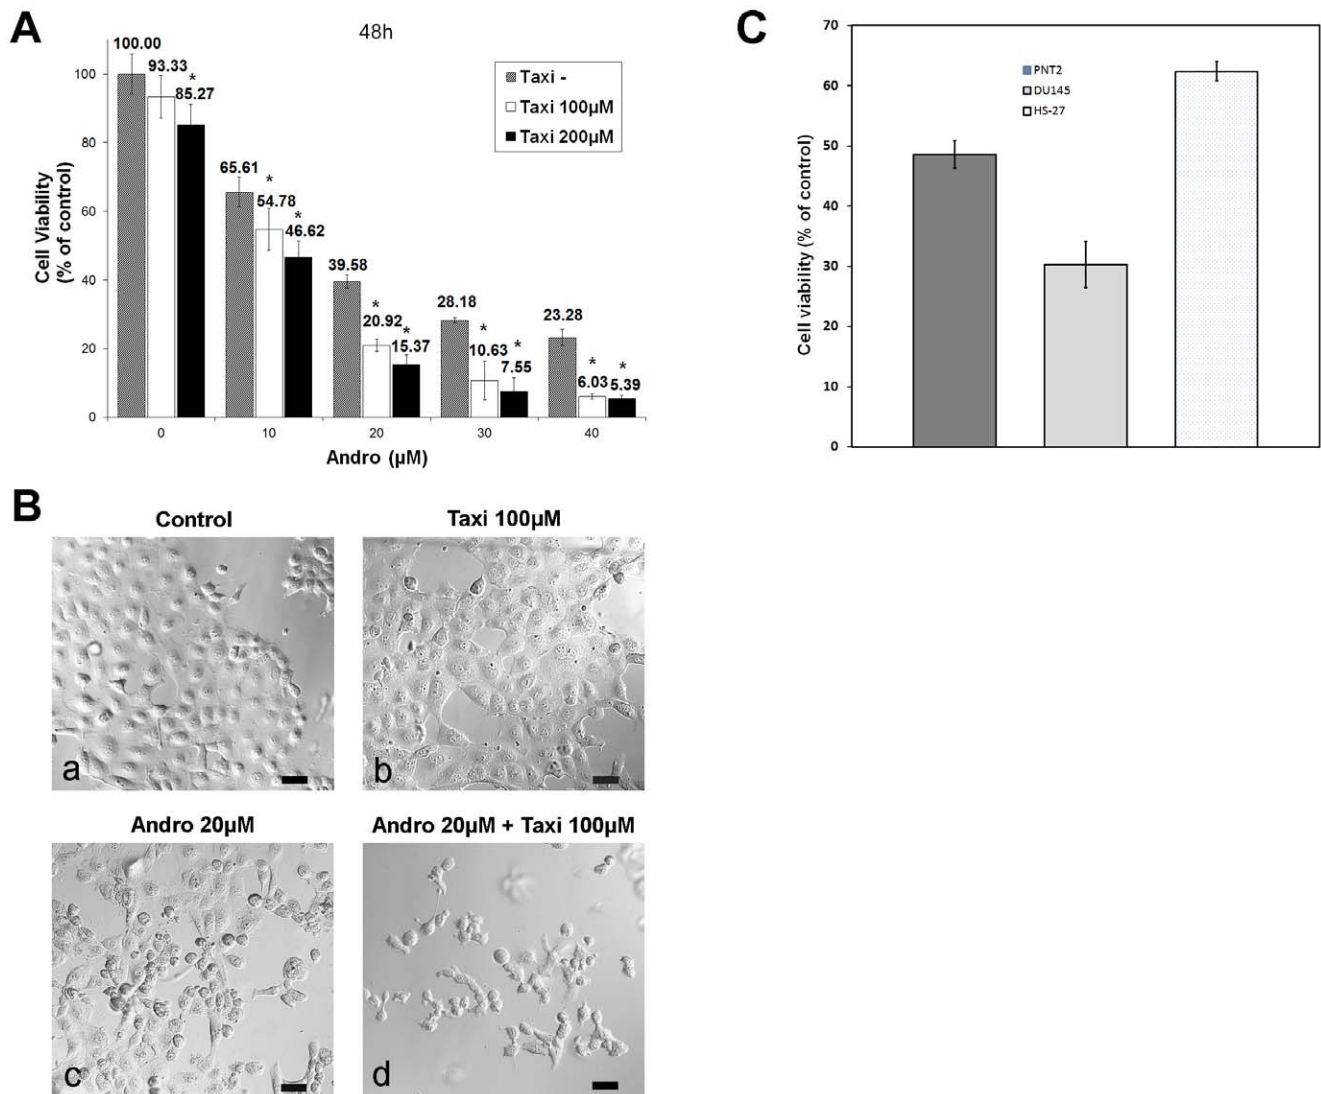 A
48h
100.00
93.33
*
85.27
65.61
*
54.78
*
46.62
39.58
*
20.92
*
15.37
28.18
*
10.63
*
7.55
23.28
*
6.03
*
5.39
Taxi -
Taxi 100µM
Taxi 200µM
Cell Viability
(% of control)
100
80
60
40
20
0
0 10 20 30 40
Andro (µM)
C
70
60
50
40
30
20
10
0
Cell viability (% of control)
PNT2
DU145
HS-27
B
Control
a
Taxi 100µM
b
Andro 20µM
c
Andro 20µM + Taxi 100µM
d